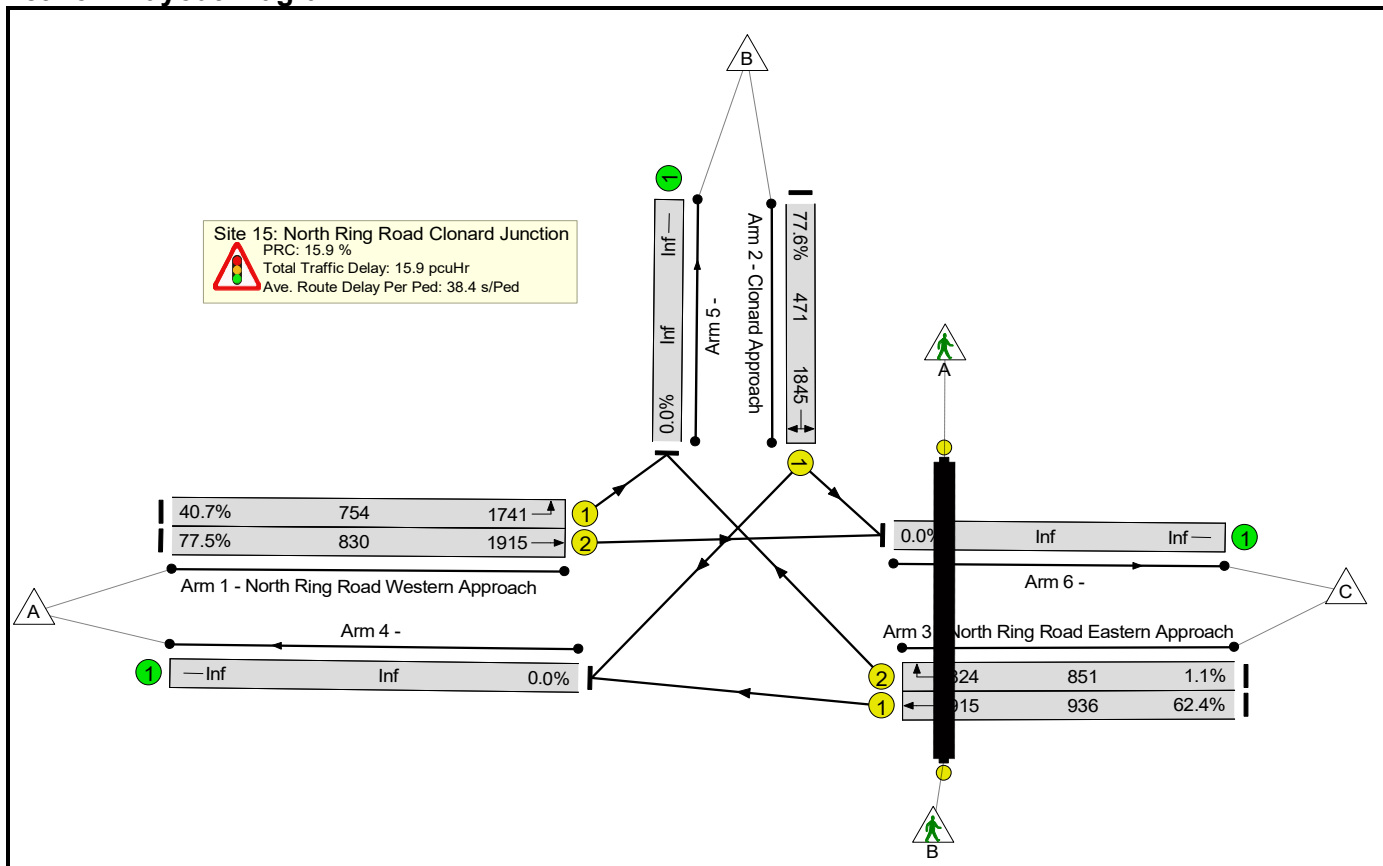 B
Site 15: North Ring Road Clonard Junction
PRC: 15.9 %
Total Traffic Delay: 15.9 pcuHr
Ave. Route Delay Per Ped: 38.4 s/Ped
1
Inf
Inf
0.0%
Arm 5 -
Arm 2 - Clonard Approach
77.6%
471
1845
1
A
40.7% 754 1741 1
77.5% 830 1915 2
Arm 1 - North Ring Road Western Approach
A
0.0% Inf Inf 1
Arm 6 -
C
Arm 4 -
Arm 3 North Ring Road Eastern Approach
1 Inf Inf 0.0%
2 824 851 1.1%
1 915 936 62.4%
B